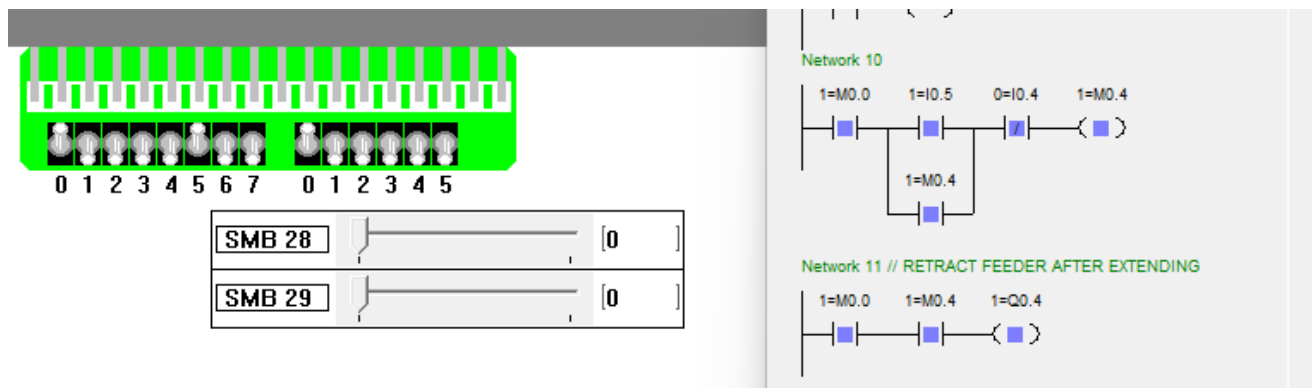 0 1 2 3 4 5 6 7 0 1 2 3 4 5
SMB 28 [0 ]
SMB 29 [0 ]
Network 10
1=M0.0 1=I0.5 0=I0.4 1=M0.4
/
1=M0.4
Network 11 // RETRACT FEEDER AFTER EXTENDING
1=M0.0 1=M0.4 1=Q0.4